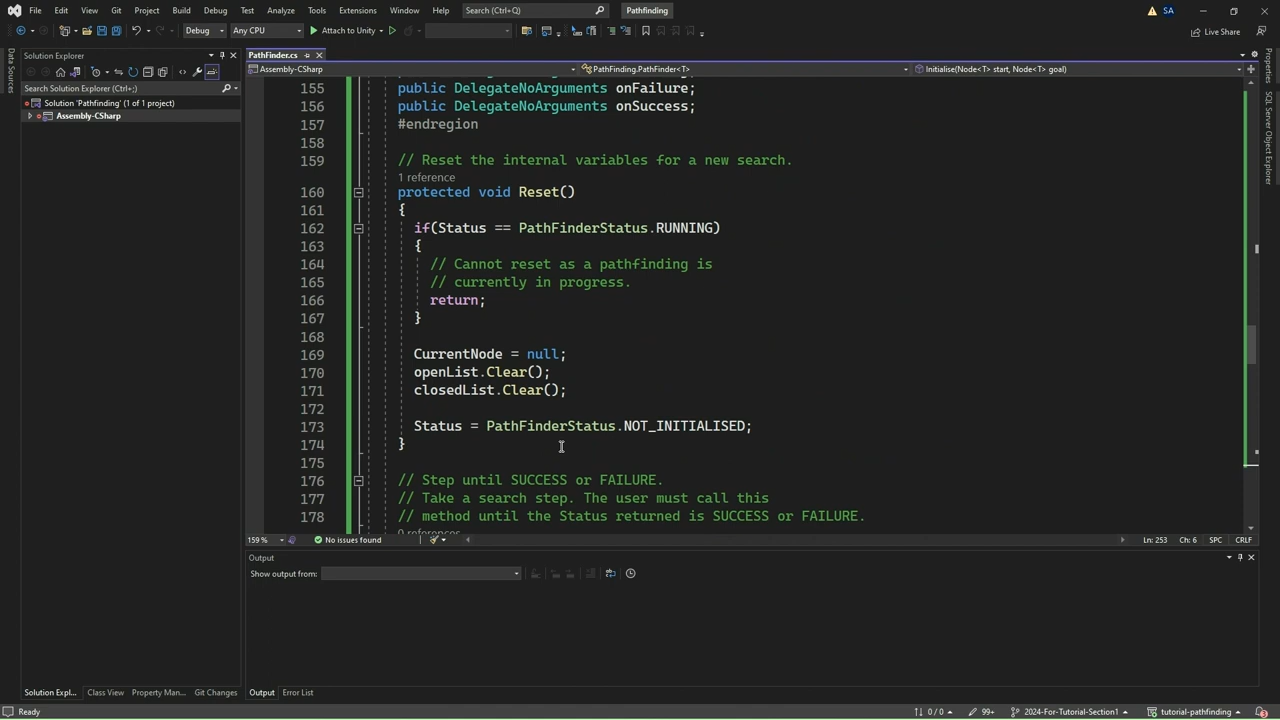 File Edit View Git Project Build Debug Test Analyze Tools Extensions Window Help Search (Ctrl+Q) Pathfinding SA
Debug Any CPU Attach to Unity Live Share
Data Sources
Solution Explorer
Search Solution Explorer (Ctrl+;)
Solution 'Pathfinding' (1 of 1 project)
Assembly-CSharp
PathFinder.cs
Assembly-CSharp PathFinding.PathFinder<T> Initialise(Node<T> start, Node<T> goal)
155 public DelegateNoArguments onFailure;
156 public DelegateNoArguments onSuccess;
157 #endregion
158
159 // Reset the internal variables for a new search.
1 reference
160 protected void Reset()
161 {
162 if(Status == PathFinderStatus.RUNNING)
163 {
164 // Cannot reset as a pathfinding is
165 // currently in progress.
166 return;
167 }
168
169 CurrentNode = null;
170 openList.Clear();
171 closedList.Clear();
172
173 Status = PathFinderStatus.NOT_INITIALISED;
174 }
175
176 // Step until SUCCESS or FAILURE.
177 // Take a search step. The user must call this
178 // method until the Status returned is SUCCESS or FAILURE.
0 references
159 % No issues found Ln: 253 Ch: 6 SPC CRLF
Output
Show output from:
Properties
SQL Server Object Explorer
Solution Expl... Class View Property Man... Git Changes Output Error List
Ready 0 / 0 99+ 2024-For-Tutorial-Section1 tutorial-pathfinding